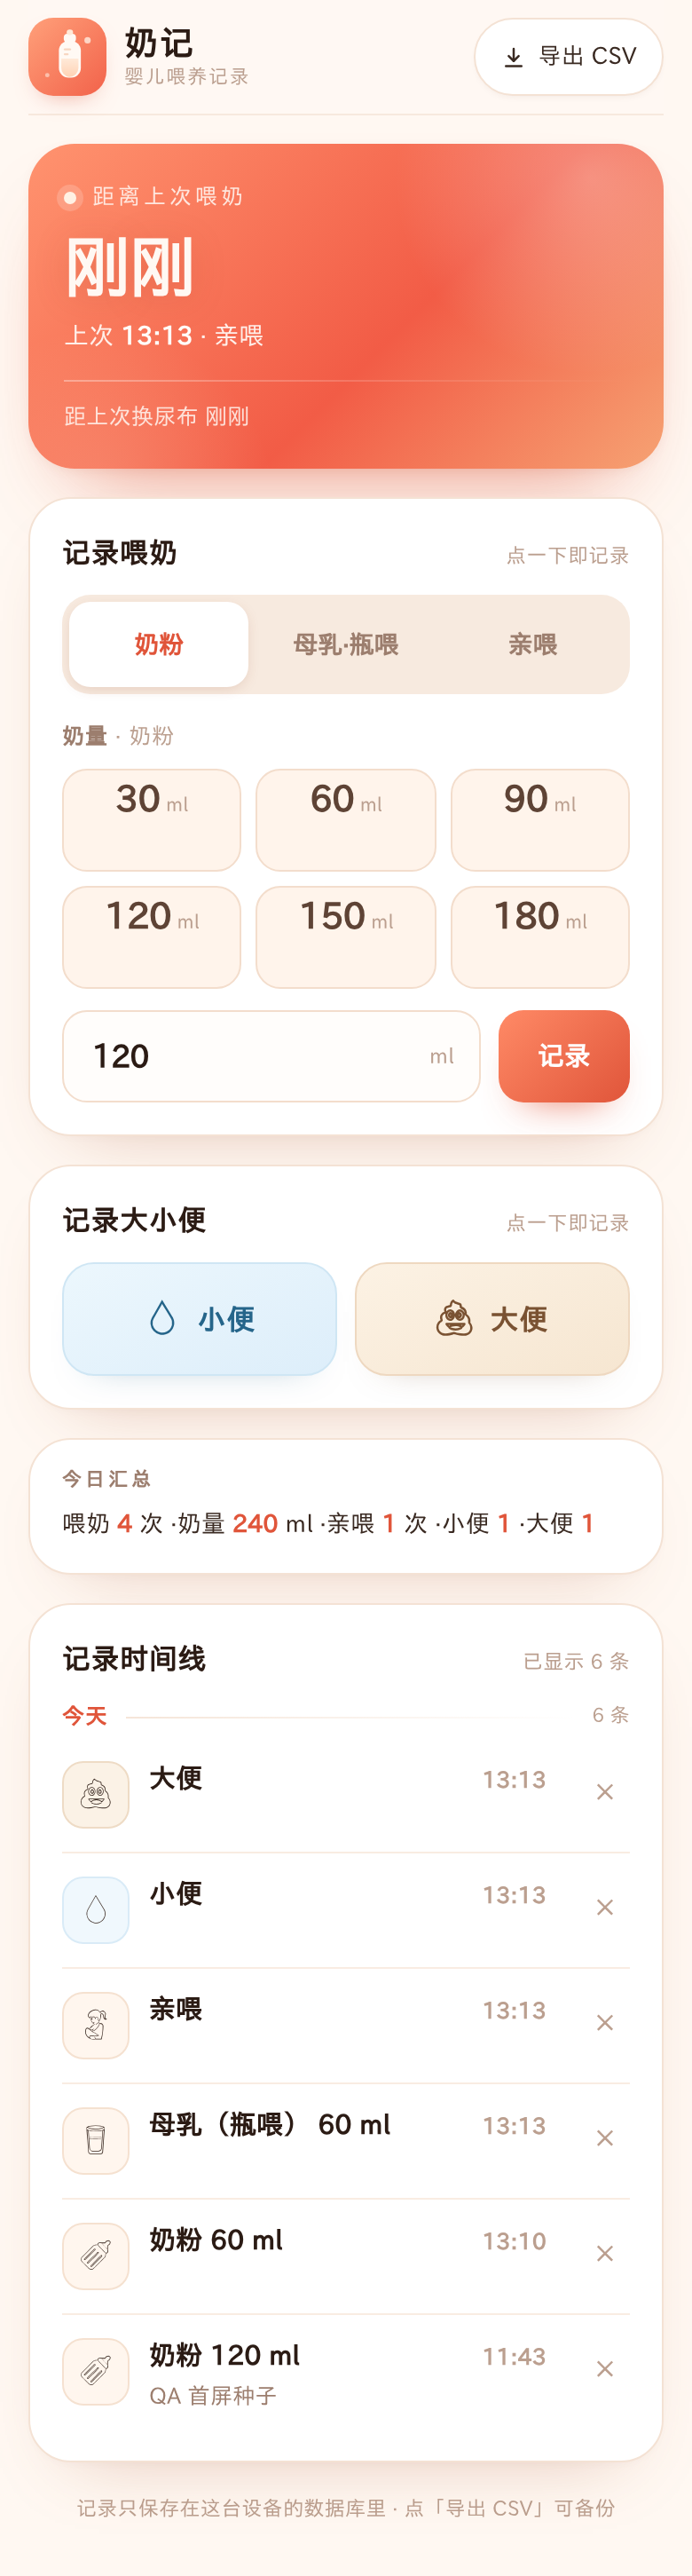 奶记
婴儿喂养记录
导出 CSV
距离上次喂奶
刚刚
上次 13:13 · 亲喂
距上次换尿布 刚刚
记录喂奶 点一下即记录
奶粉 母乳·瓶喂 亲喂
奶量 · 奶粉
30 ml 60 ml 90 ml
120 ml 150 ml 180 ml
120 ml 记录
记录大小便 点一下即记录
小便 大便
今日汇总
喂奶 4 次 ·奶量 240 ml ·亲喂 1 次 ·小便 1 ·大便 1
记录时间线 已显示 6 条
今天 6 条
大便 13:13 ×
小便 13:13 ×
亲喂 13:13 ×
母乳（瓶喂） 60 ml 13:13 ×
奶粉 60 ml 13:10 ×
奶粉 120 ml 11:43 ×
QA 首屏种子
记录只保存在这台设备的数据库里 · 点「导出 CSV」可备份